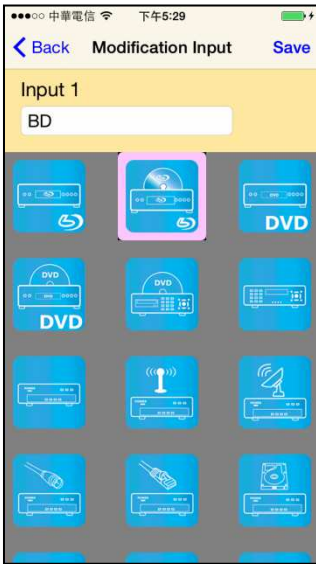 中華電信 下午5:29
Back Modification Input Save
Input 1
BD
DVD
DVD
DVD
DVD